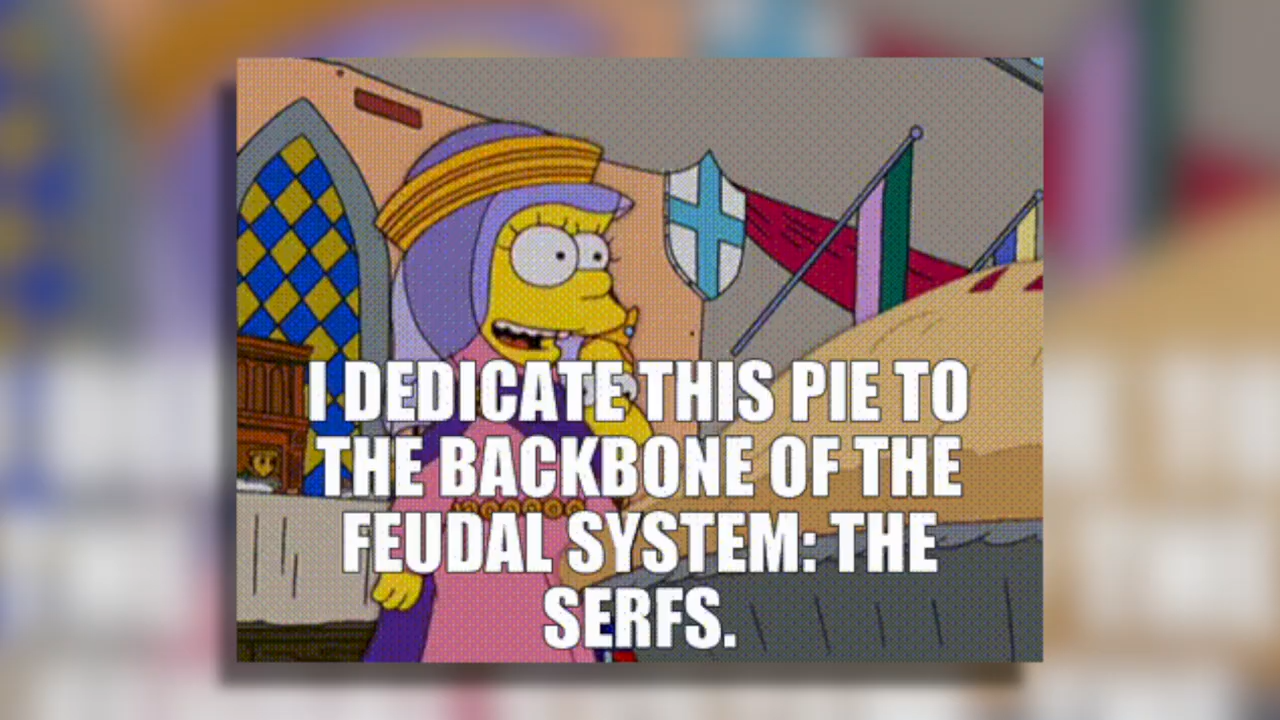 I DEDICATE THIS PIE TO
THE BACKBONE OF THE
FEUDAL SYSTEM: THE
SERFS.